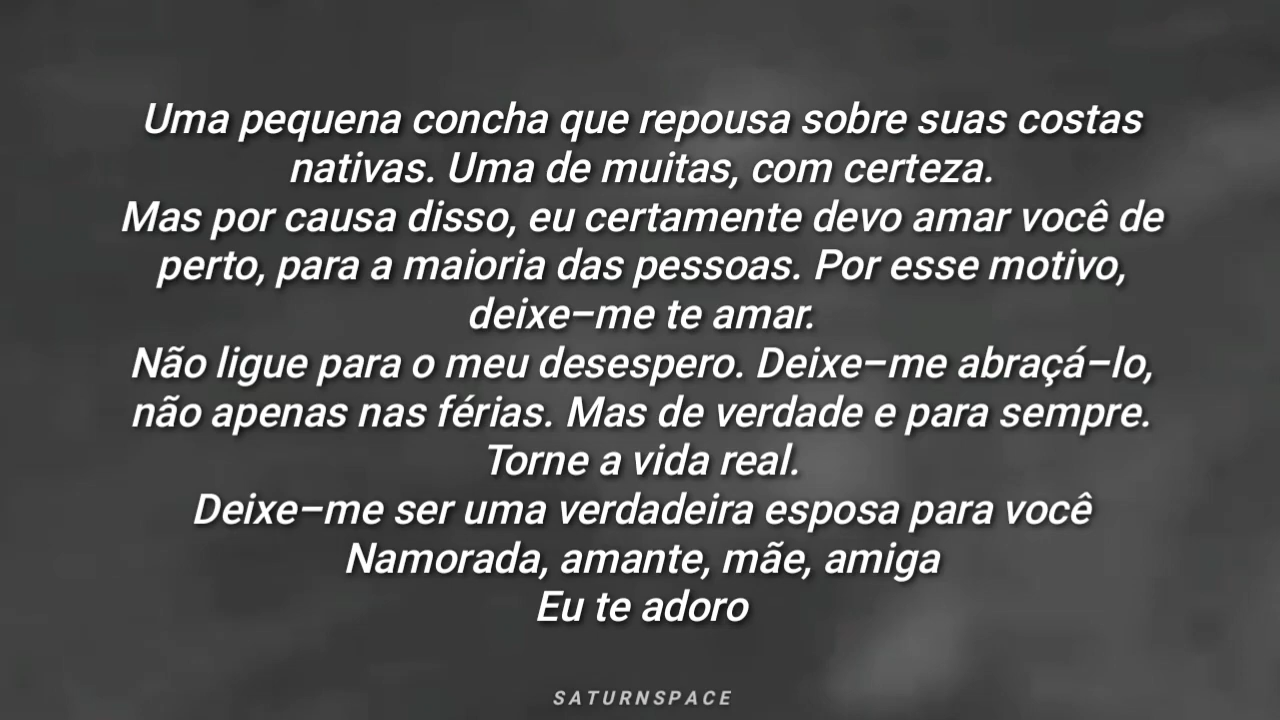 Uma pequena concha que repousa sobre suas costas
nativas. Uma de muitas, com certeza.
Mas por causa disso, eu certamente devo amar você de
perto, para a maioria das pessoas. Por esse motivo,
deixe–me te amar.
Não ligue para o meu desespero. Deixe–me abraçá–lo,
não apenas nas férias. Mas de verdade e para sempre.
Torne a vida real.
Deixe–me ser uma verdadeira esposa para você
Namorada, amante, mãe, amiga
Eu te adoro
SATURNSPACE